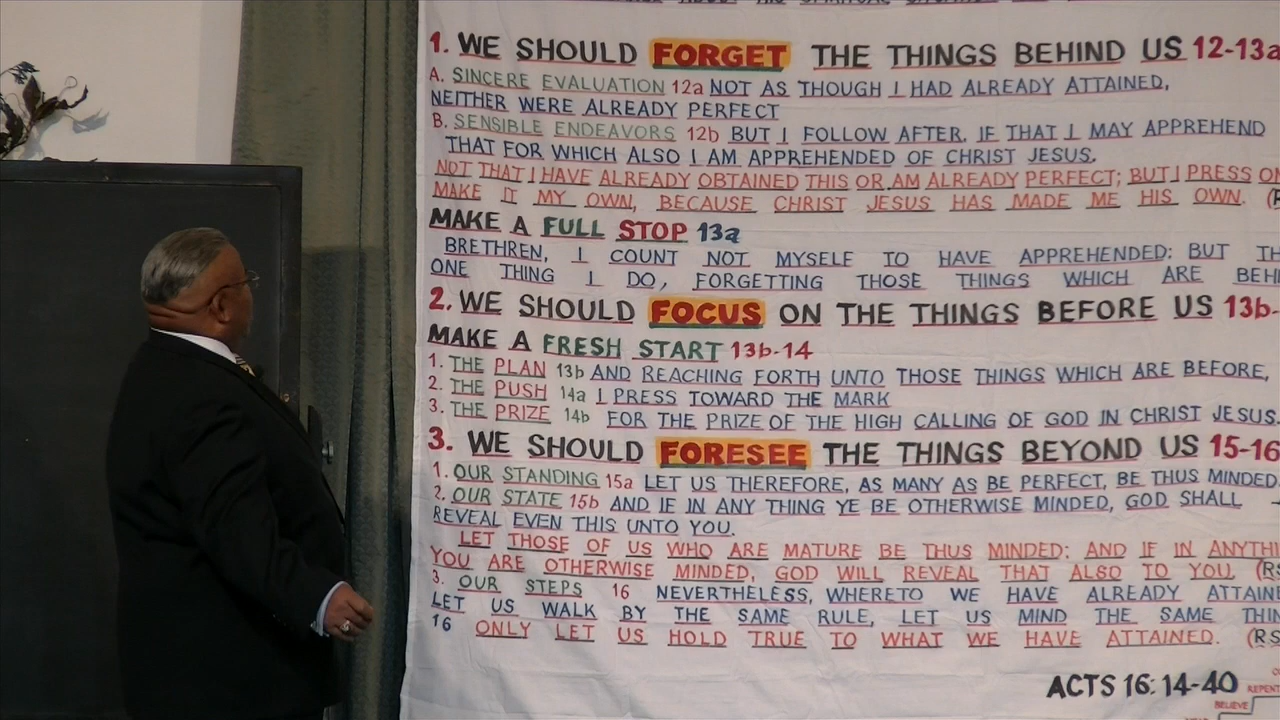 1. WE SHOULD FORGET THE THINGS BEHIND US 12-13a
A. SINCERE EVALUATION 12a NOT AS THOUGH I HAD ALREADY ATTAINED,
NEITHER WERE ALREADY PERFECT
B. SENSIBLE ENDEAVORS 12b BUT I FOLLOW AFTER, IF THAT I MAY APPREHEND
THAT FOR WHICH ALSO I AM APPREHENDED OF CHRIST JESUS.
NOT THAT I HAVE ALREADY OBTAINED THIS OR AM ALREADY PERFECT; BUT I PRESS ON
MAKE IT MY OWN, BECAUSE CHRIST JESUS HAS MADE ME HIS OWN. (R
MAKE A FULL STOP 13a
BRETHREN, I COUNT NOT MYSELF TO HAVE APPREHENDED: BUT TH
ONE THING I DO, FORGETTING THOSE THINGS WHICH ARE BEHI
2. WE SHOULD FOCUS ON THE THINGS BEFORE US 13b-
MAKE A FRESH START 13b-14
1. THE PLAN 13b AND REACHING FORTH UNTO THOSE THINGS WHICH ARE BEFORE,
2. THE PUSH 14a I PRESS TOWARD THE MARK
3. THE PRIZE 14b FOR THE PRIZE OF THE HIGH CALLING OF GOD IN CHRIST JESUS.
3. WE SHOULD FORESEE THE THINGS BEYOND US 15-16
1. OUR STANDING 15a LET US THEREFORE, AS MANY AS BE PERFECT, BE THUS MINDED.
2. OUR STATE 15b AND IF IN ANY THING YE BE OTHERWISE MINDED, GOD SHALL
REVEAL EVEN THIS UNTO YOU.
LET THOSE OF US WHO ARE MATURE BE THUS MINDED: AND IF IN ANYTHI
YOU ARE OTHERWISE MINDED, GOD WILL REVEAL THAT ALSO TO YOU. (RS
3. OUR STEPS 16 NEVERTHELESS, WHERETO WE HAVE ALREADY ATTAINE
LET US WALK BY THE SAME RULE, LET US MIND THE SAME THIN
16 ONLY LET US HOLD TRUE TO WHAT WE HAVE ATTAINED. (RS
ACTS 16:14-40
REPENT
BELIEVE